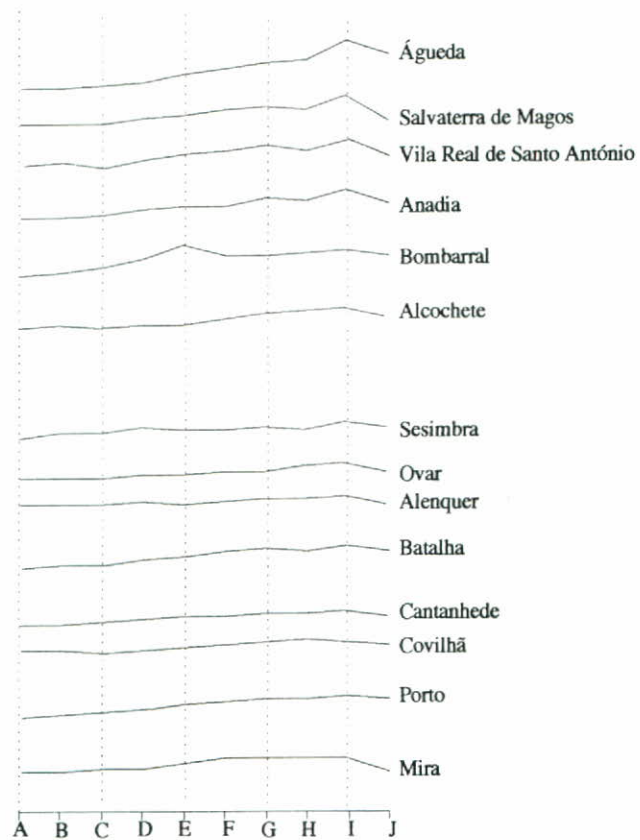 Águeda
Salvaterra de Magos
Vila Real de Santo António
Anadia
Bombarral
Alcochete
Sesimbra
Ovar
Alenquer
Batalha
Cantanhede
Covilhã
Porto
Mira
A B C D E F G H I J